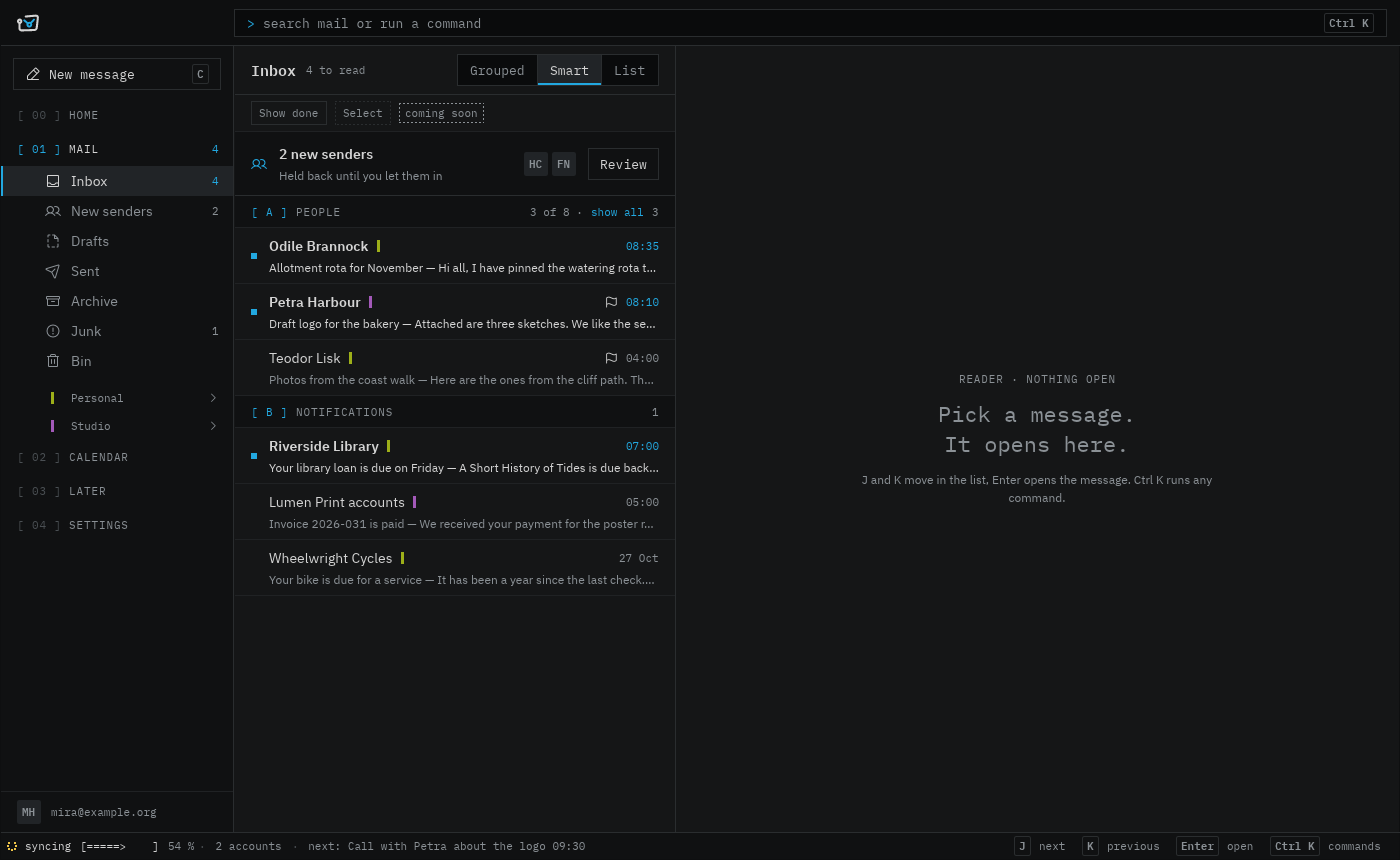 > search mail or run a command Ctrl K
New message C
[ 00 ] HOME
[ 01 ] MAIL 4
Inbox 4
New senders 2
Drafts
Sent
Archive
Junk 1
Bin
Personal
Studio
[ 02 ] CALENDAR
[ 03 ] LATER
[ 04 ] SETTINGS
MH mira@example.org
Inbox 4 to read Grouped Smart List
Show done Select coming soon
2 new senders
Held back until you let them in
HC FN Review
[ A ] PEOPLE 3 of 8 · show all 3
Odile Brannock 08:35
Allotment rota for November — Hi all, I have pinned the watering rota t…
Petra Harbour 08:10
Draft logo for the bakery — Attached are three sketches. We like the se…
Teodor Lisk 04:00
Photos from the coast walk — Here are the ones from the cliff path. Th…
[ B ] NOTIFICATIONS 1
Riverside Library 07:00
Your library loan is due on Friday — A Short History of Tides is due back…
Lumen Print accounts 05:00
Invoice 2026-031 is paid — We received your payment for the poster r…
Wheelwright Cycles 27 Oct
Your bike is due for a service — It has been a year since the last check.…
READER · NOTHING OPEN
Pick a message.
It opens here.
J and K move in the list, Enter opens the message. Ctrl K runs any
command.
syncing [=====> ] 54 % · 2 accounts · next: Call with Petra about the logo 09:30
J next K previous Enter open Ctrl K commands